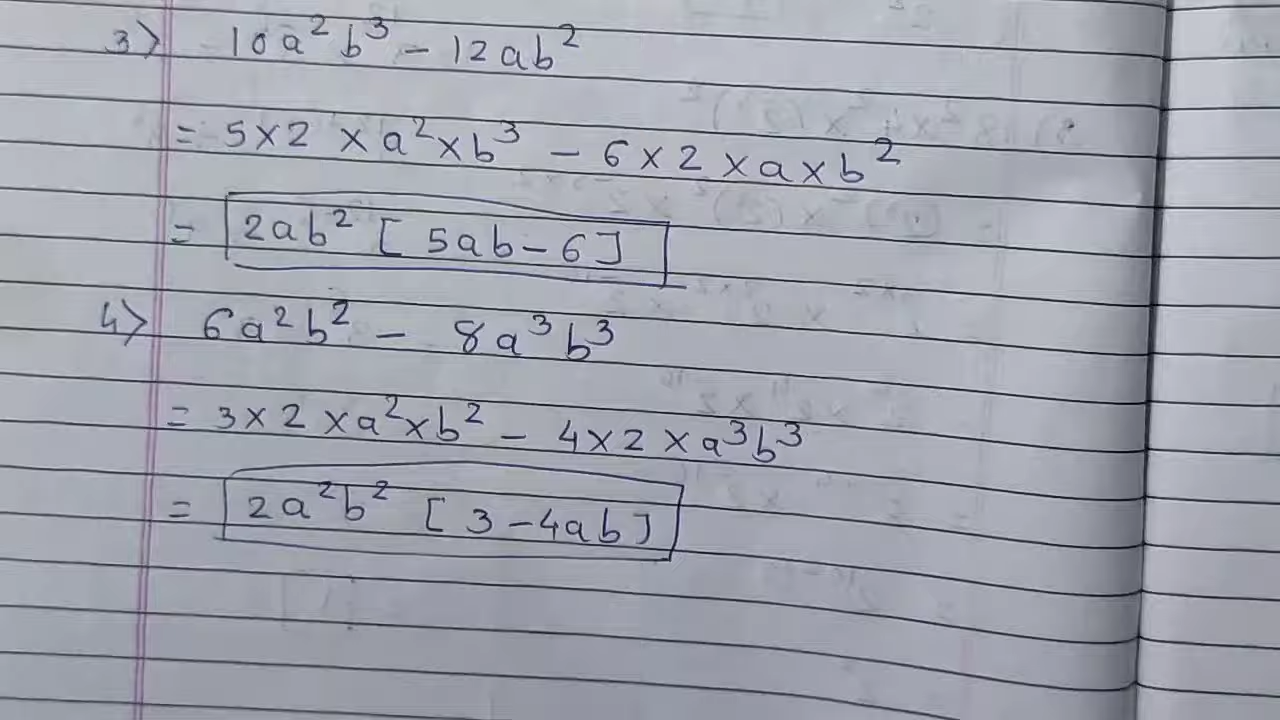 3> 10a²b³ - 12ab²
= 5×2 ×a²×b³ - 6×2×a×b²
= 2ab² [ 5ab-6]
4> 6a²b² - 8a³b³
= 3×2×a²×b² - 4×2×a³b³
= 2a²b² [3-4ab]